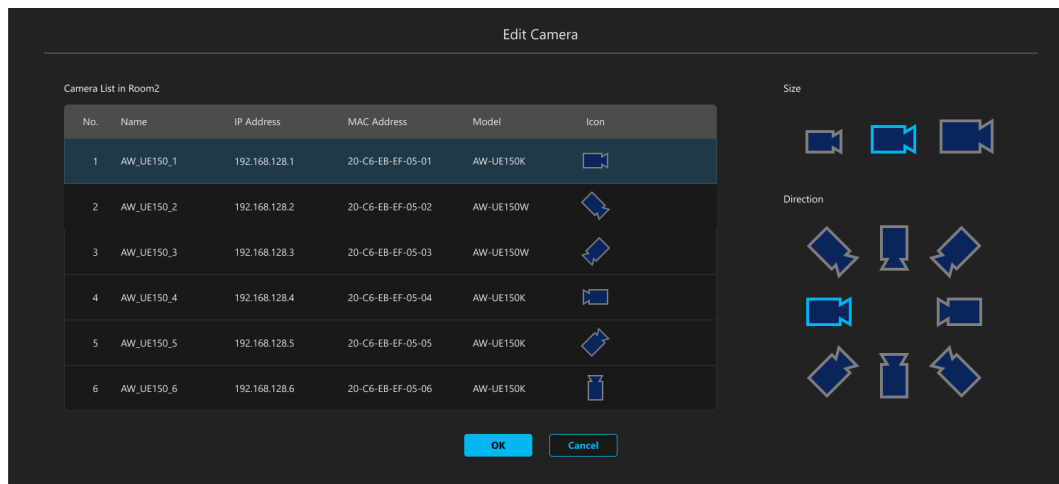 Edit Camera
Camera List in Room2
No. Name IP Address MAC Address Model Icon
1 AW_UE150_1 192.168.128.1 20-C6-EB-EF-05-01 AW-UE150K
2 AW_UE150_2 192.168.128.2 20-C6-EB-EF-05-02 AW-UE150W
3 AW_UE150_3 192.168.128.3 20-C6-EB-EF-05-03 AW-UE150W
4 AW_UE150_4 192.168.128.4 20-C6-EB-EF-05-04 AW-UE150K
5 AW_UE150_5 192.168.128.5 20-C6-EB-EF-05-05 AW-UE150K
6 AW_UE150_6 192.168.128.6 20-C6-EB-EF-05-06 AW-UE150K
Size
Direction
OK Cancel